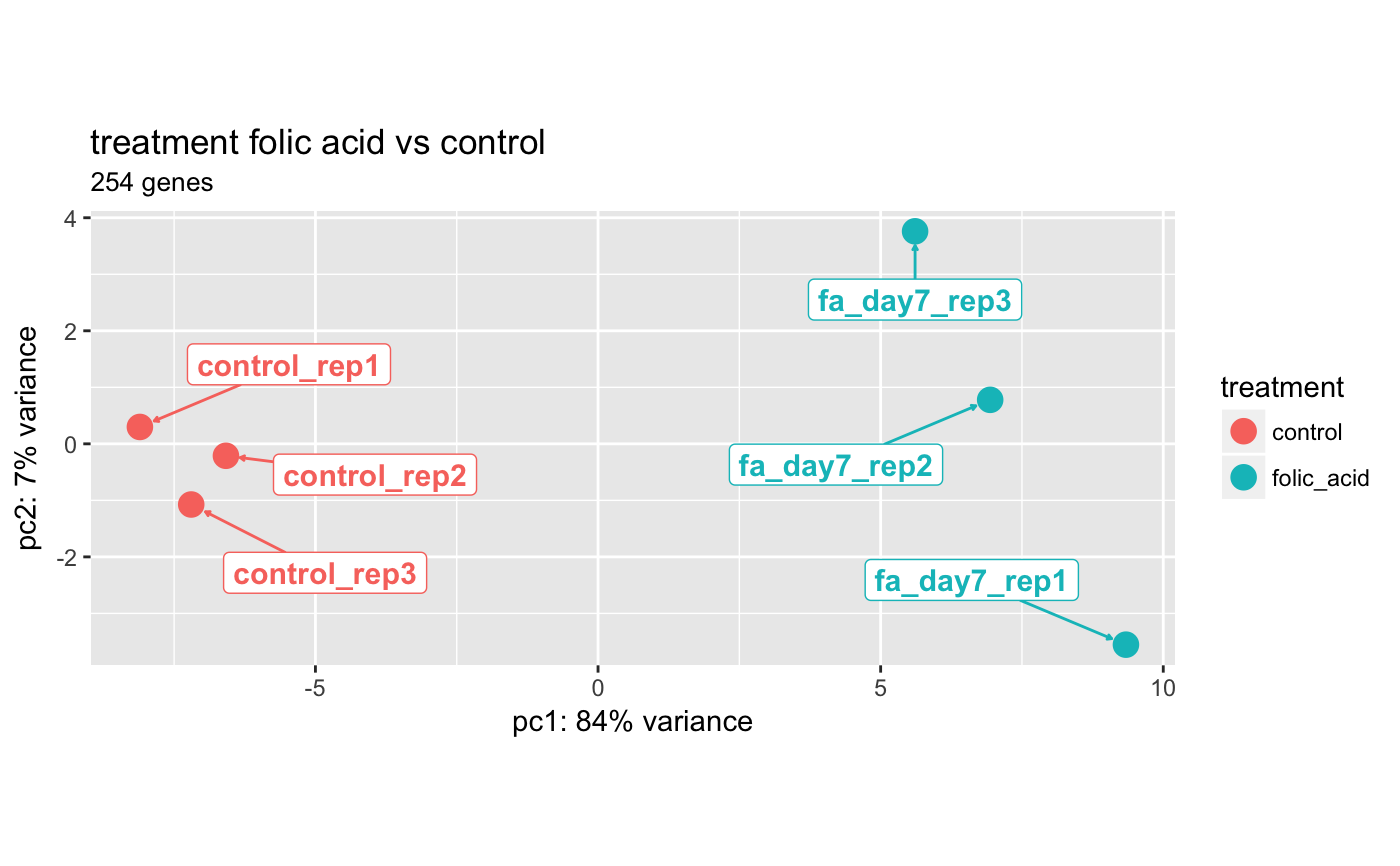 treatment folic acid vs control
254 genes
4
2
0
-2
pc2: 7% variance
control_rep1
control_rep2
control_rep3
fa_day7_rep3
fa_day7_rep2
fa_day7_rep1
-5
0
5
10
pc1: 84% variance
treatment
control
folic_acid